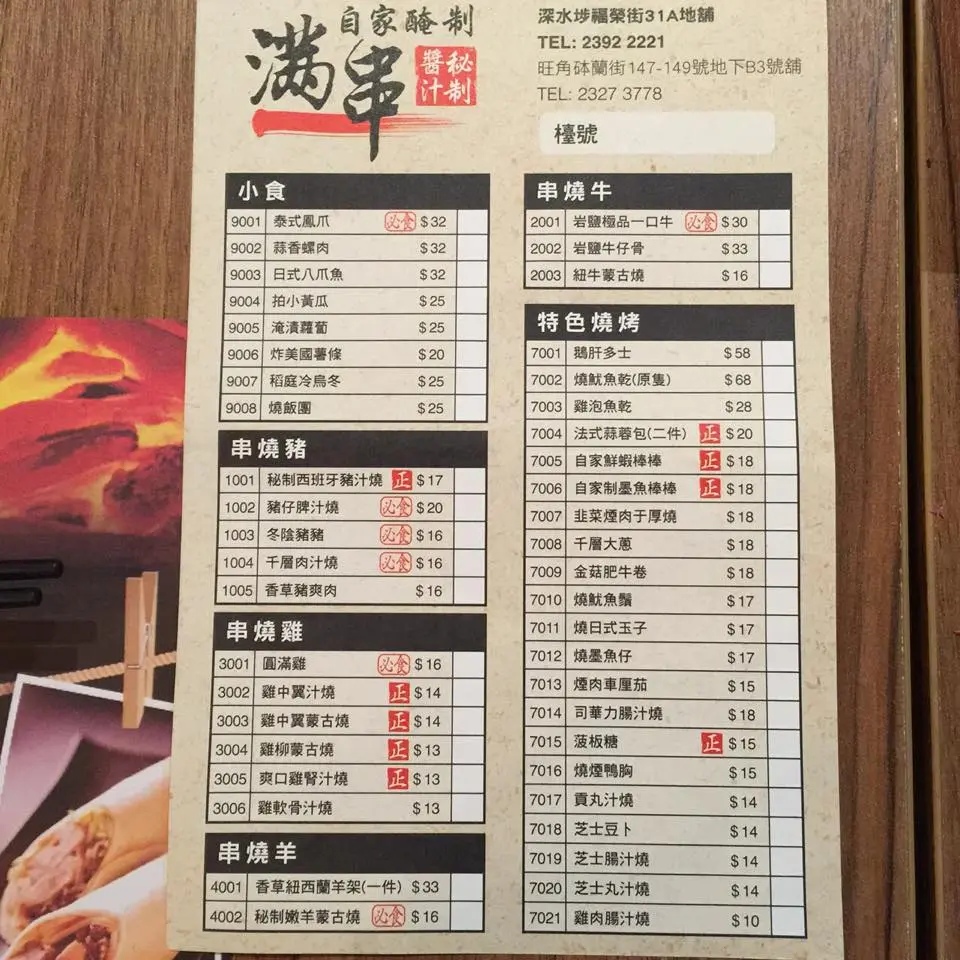 自家醃制
滿串
秘制醬汁
深水埗福榮街31A地舖
TEL: 2392 2221
旺角砵蘭街147-149號地下B3號舖
TEL: 2327 3778
檯號
小食
9001 泰式鳳爪 必食 $32
9002 蒜香螺肉 $32
9003 日式八爪魚 $32
9004 拍小黃瓜 $25
9005 淹漬蘿蔔 $25
9006 炸美國薯條 $20
9007 稻庭冷烏冬 $25
9008 燒飯團 $25
串燒豬
1001 秘制西班牙豬汁燒 正 $17
1002 豬仔脾汁燒 必食 $20
1003 冬陰豬豬 必食 $16
1004 千層肉汁燒 必食 $16
1005 香草豬爽肉 $16
串燒雞
3001 圓滿雞 必食 $16
3002 雞中翼汁燒 正 $14
3003 雞中翼蒙古燒 正 $14
3004 雞柳蒙古燒 正 $13
3005 爽口雞腎汁燒 正 $13
3006 雞軟骨汁燒 $13
串燒羊
4001 香草紐西蘭羊架(一件) $33
4002 秘制嫩羊蒙古燒 必食 $16
串燒牛
2001 岩鹽極品一口牛 必食 $30
2002 岩鹽牛仔骨 $33
2003 紐牛蒙古燒 $16
特色燒烤
7001 鵝肝多士 $58
7002 燒魷魚乾(原隻) $68
7003 雞泡魚乾 $28
7004 法式蒜蓉包(二件) 正 $20
7005 自家鮮蝦棒棒 正 $18
7006 自家制墨魚棒棒 正 $18
7007 韭菜煙肉于厚燒 $18
7008 千層大蔥 $18
7009 金菇肥牛卷 $18
7010 燒魷魚鬚 $17
7011 燒日式玉子 $17
7012 燒墨魚仔 $17
7013 煙肉車厘茄 $15
7014 司華力腸汁燒 $18
7015 菠板糖 正 $15
7016 燒煙鴨胸 $15
7017 貢丸汁燒 $14
7018 芝士豆卜 $14
7019 芝士腸汁燒 $14
7020 芝士丸汁燒 $14
7021 雞肉腸汁燒 $10